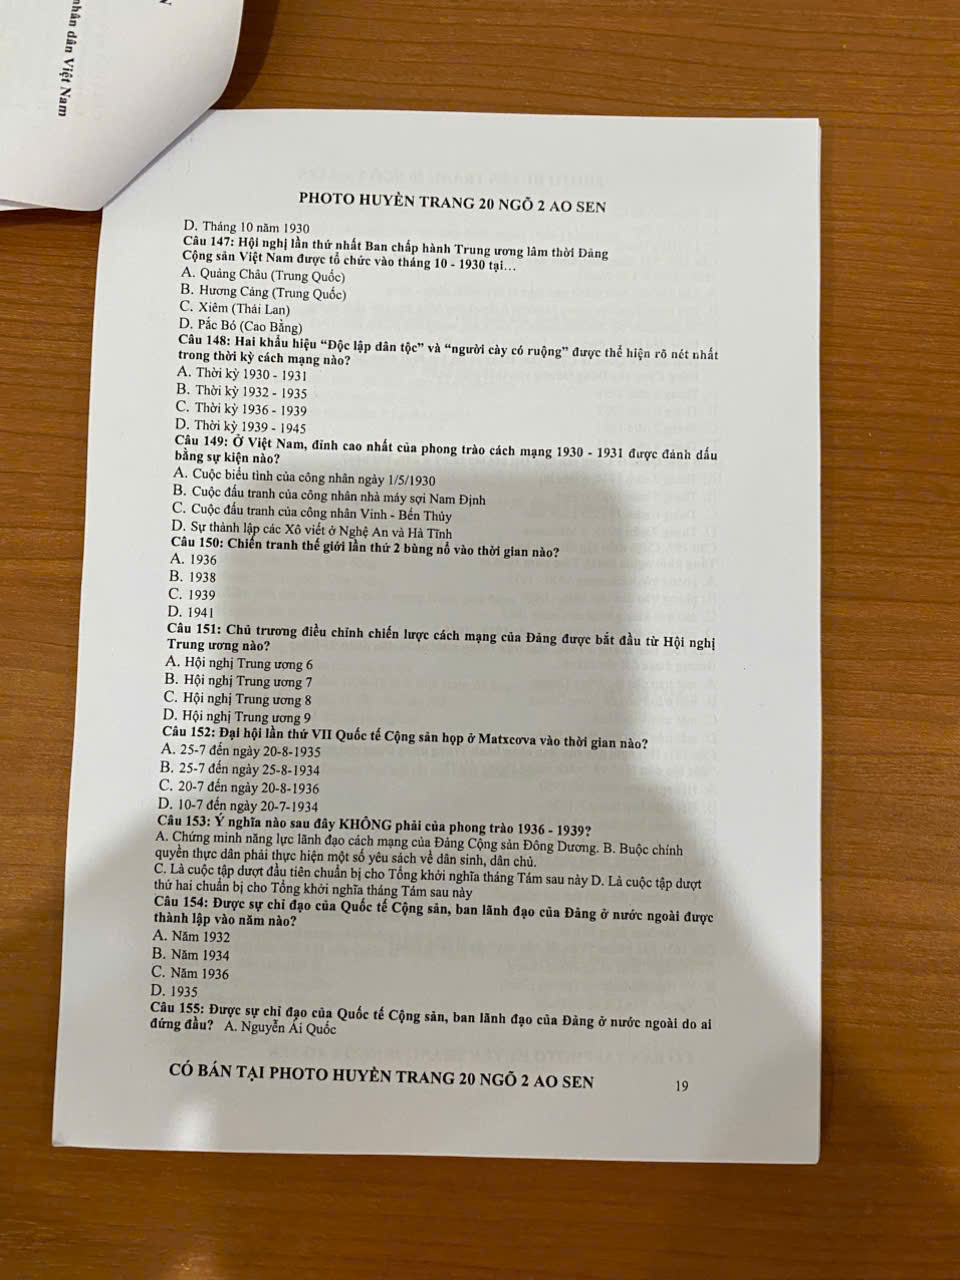 nhân dân Việt Nam
PHOTO HUYỀN TRANG 20 NGÕ 2 AO SEN
D. Tháng 10 năm 1930
Câu 147: Hội nghị lần thứ nhất Ban chấp hành Trung ương lâm thời Đảng
Cộng sản Việt Nam được tổ chức vào tháng 10 - 1930 tại…
A. Quảng Châu (Trung Quốc)
B. Hương Cảng (Trung Quốc)
C. Xiêm (Thái Lan)
D. Pắc Bó (Cao Bằng)
Câu 148: Hai khẩu hiệu “Độc lập dân tộc” và “người cày có ruộng” được thể hiện rõ nét nhất
trong thời kỳ cách mạng nào?
A. Thời kỳ 1930 - 1931
B. Thời kỳ 1932 - 1935
C. Thời kỳ 1936 - 1939
D. Thời kỳ 1939 - 1945
Câu 149: Ở Việt Nam, đỉnh cao nhất của phong trào cách mạng 1930 - 1931 được đánh dấu
bằng sự kiện nào?
A. Cuộc biểu tình của công nhân ngày 1/5/1930
B. Cuộc đấu tranh của công nhân nhà máy sợi Nam Định
C. Cuộc đấu tranh của công nhân Vinh - Bến Thủy
D. Sự thành lập các Xô viết ở Nghệ An và Hà Tĩnh
Câu 150: Chiến tranh thế giới lần thứ 2 bùng nổ vào thời gian nào?
A. 1936
B. 1938
C. 1939
D. 1941
Câu 151: Chủ trương điều chỉnh chiến lược cách mạng của Đảng được bắt đầu từ Hội nghị
Trung ương nào?
A. Hội nghị Trung ương 6
B. Hội nghị Trung ương 7
C. Hội nghị Trung ương 8
D. Hội nghị Trung ương 9
Câu 152: Đại hội lần thứ VII Quốc tế Cộng sản họp ở Matxcơva vào thời gian nào?
A. 25-7 đến ngày 20-8-1935
B. 25-7 đến ngày 25-8-1934
C. 20-7 đến ngày 20-8-1936
D. 10-7 đến ngày 20-7-1934
Câu 153: Ý nghĩa nào sau đây KHÔNG phải của phong trào 1936 - 1939?
A. Chứng minh năng lực lãnh đạo cách mạng của Đảng Cộng sản Đông Dương. B. Buộc chính
quyền thực dân phải thực hiện một số yêu sách về dân sinh, dân chủ.
C. Là cuộc tập dượt đầu tiên chuẩn bị cho Tổng khởi nghĩa tháng Tám sau này D. Là cuộc tập dượt
thứ hai chuẩn bị cho Tổng khởi nghĩa tháng Tám sau này
Câu 154: Được sự chỉ đạo của Quốc tế Cộng sản, ban lãnh đạo của Đảng ở nước ngoài được
thành lập vào năm nào?
A. Năm 1932
B. Năm 1934
C. Năm 1936
D. 1935
Câu 155: Được sự chỉ đạo của Quốc tế Cộng sản, ban lãnh đạo của Đảng ở nước ngoài do ai
đứng đầu? A. Nguyễn Ái Quốc
CÓ BÁN TẠI PHOTO HUYỀN TRANG 20 NGÕ 2 AO SEN
19